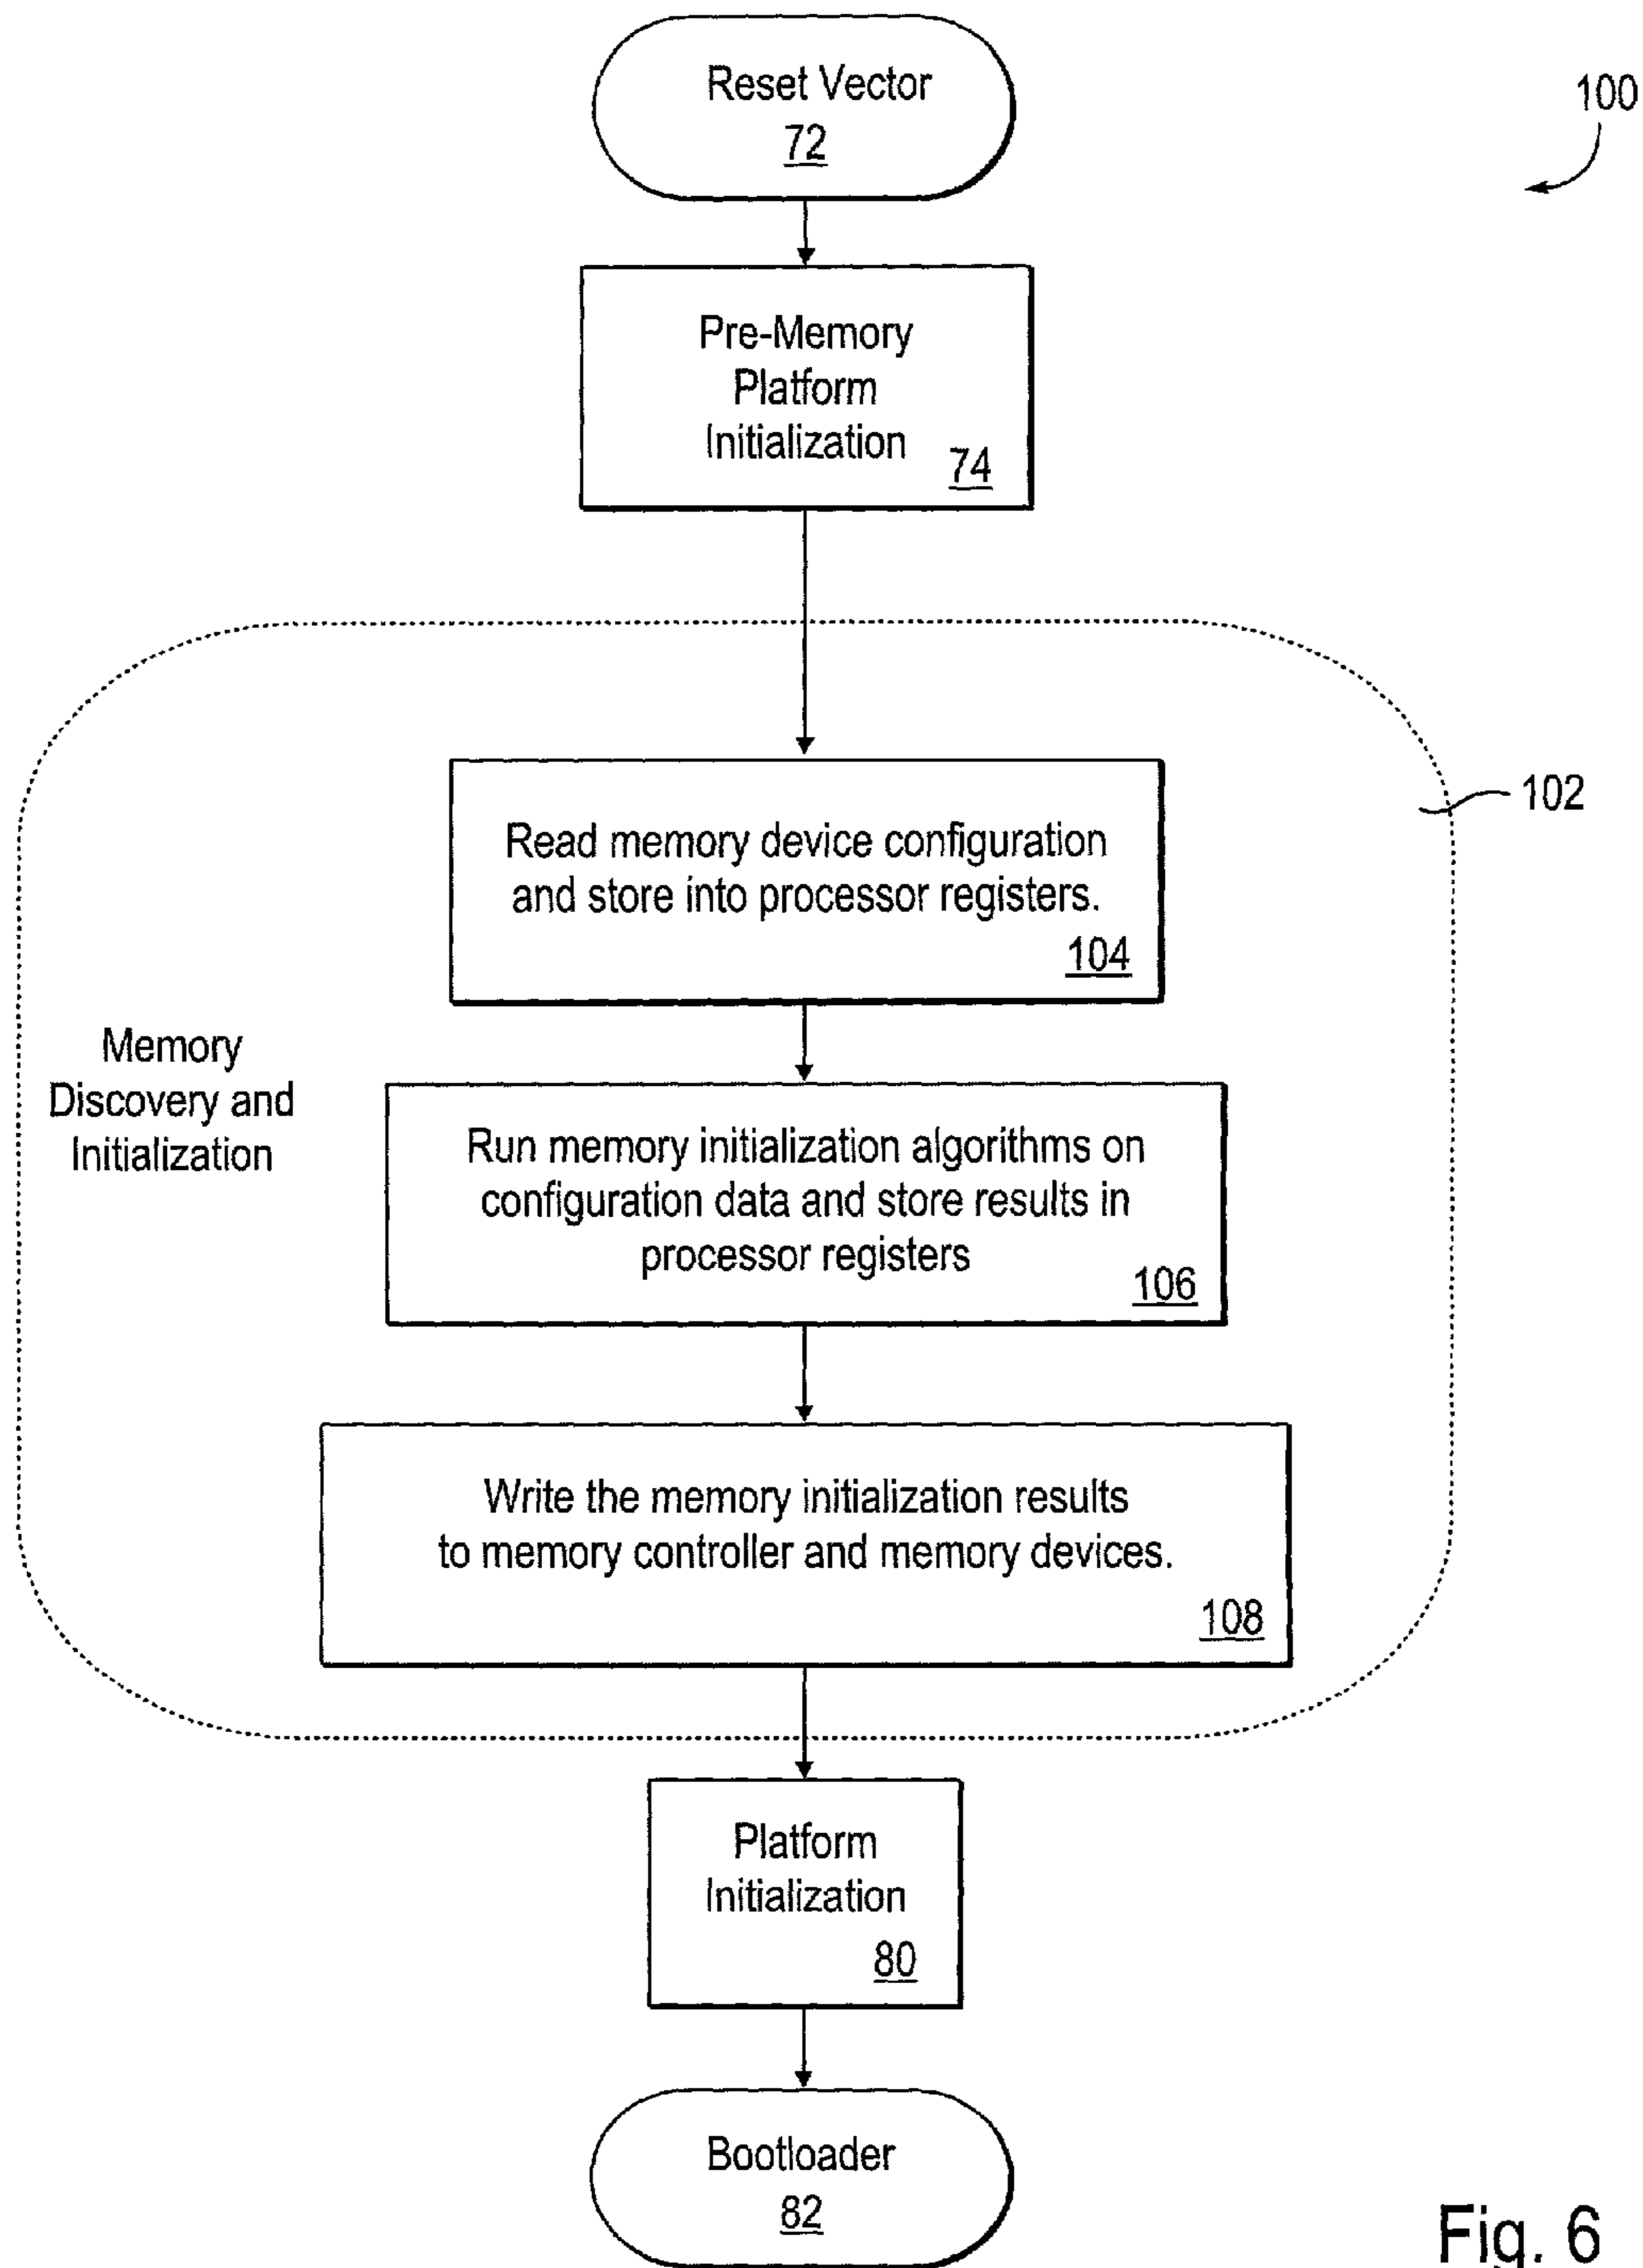 Reset Vector
72
100
Pre-Memory
Platform
Initialization
74
102
Read memory device configuration
and store into processor registers.
104
Memory
Discovery and
Initialization
Run memory initialization algorithms on
configuration data and store results in
processor registers
106
Write the memory initialization results
to memory controller and memory devices.
108
Platform
Initialization
80
Bootloader
82
Fig. 6